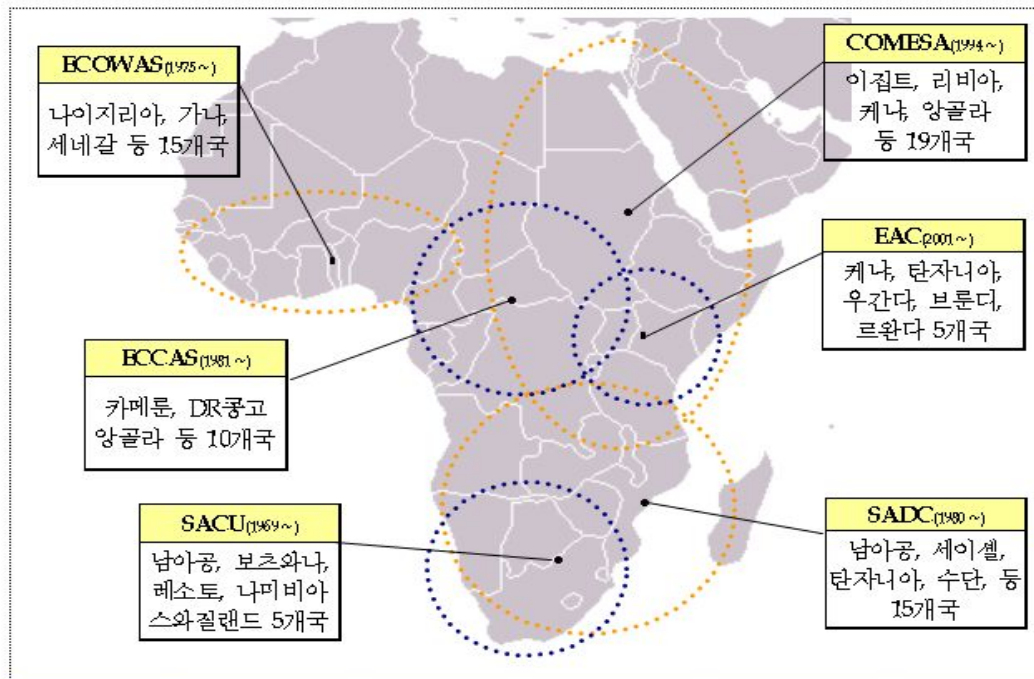 ECOWAS(1975~)
나이지리아, 가나,
세네갈 등 15개국
COMESA(1994~)
이집트, 리비아,
케냐, 앙골라
등 19개국
EAC(2001~)
케냐, 탄자니아,
우간다, 브룬디,
르완다 5개국
ECCAS(1981~)
카메룬, DR콩고
앙골라 등 10개국
SACU(1969~)
남아공, 보츠와나,
레소토, 나미비아
스와질랜드 5개국
SADC(1980~)
남아공, 세이셸,
탄자니아, 수단, 등
15개국